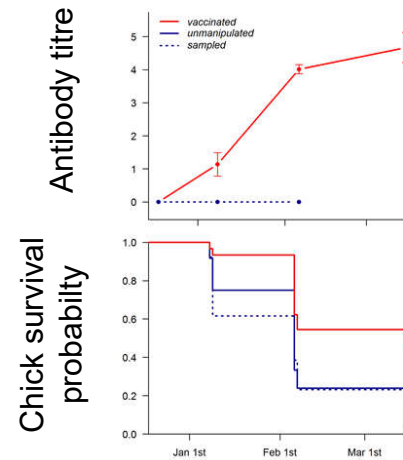 Antibody titre
5
4
3
2
1
0
vaccinated
unmanipulated
sampled
Chick survival
probabilty
1.0
0.8
0.6
0.4
0.2
0.0
Jan 1st
Feb 1st
Mar 1st